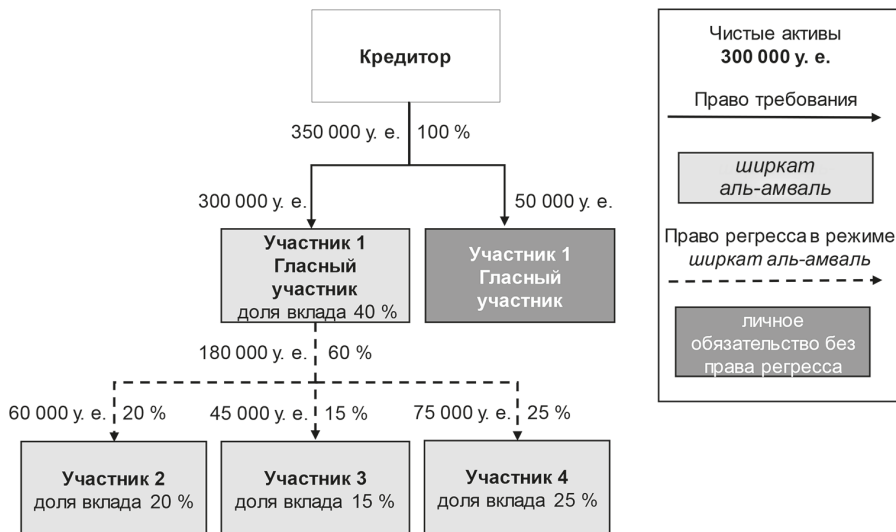 Кредитор
350 000 у. е. 100 %
300 000 у. е.
50 000 у. е.
Участник 1
Гласный
участник
доля вклада 40 %
Участник 1
Гласный
участник
180 000 у. е. 60 %
60 000 у. е. 20 %
45 000 у. е. 15 %
75 000 у. е. 25 %
Участник 2
доля вклада 20 %
Участник 3
доля вклада 15 %
Участник 4
доля вклада 25 %
Чистые активы
300 000 у. е.
Право требования
ширкат
аль-амваль
Право регресса в режиме
ширкат аль-амваль
личное
обязательство без
права регресса